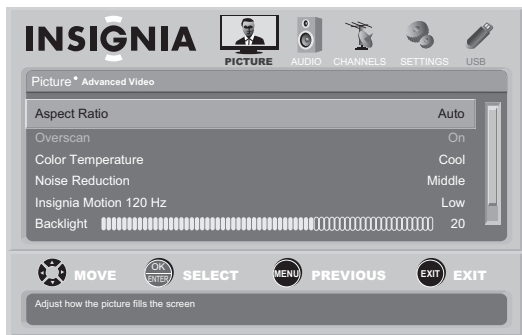 INSIGNIA
PICTURE AUDIO CHANNELS SETTINGS USB
Picture • Advanced Video
Aspect Ratio Auto
Overscan On
Color Temperature Cool
Noise Reduction Middle
Insignia Motion 120 Hz Low
Backlight 20
MOVE OK ENTER SELECT MENU PREVIOUS EXIT EXIT
Adjust how the picture fills the screen